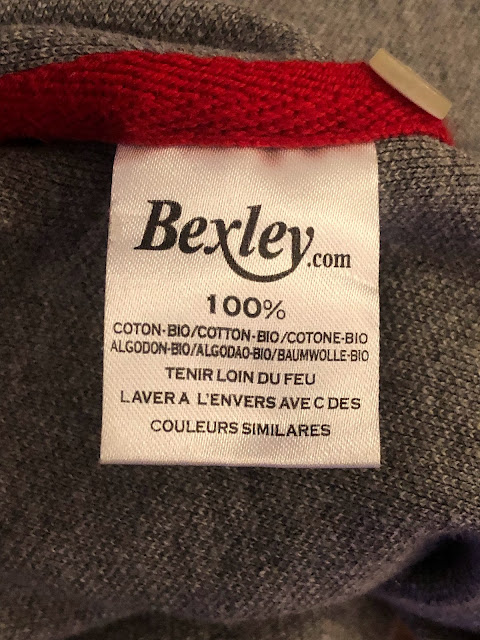 Bexley.com
100%
COTON-BIO/COTTON-BIO/COTONE-BIO
ALGODON-BIO/ALGODAO-BIO/BAUMWOLLE-BIO
TENIR LOIN DU FEU
LAVER A L'ENVERS AVEC DES
COULEURS SIMILARES